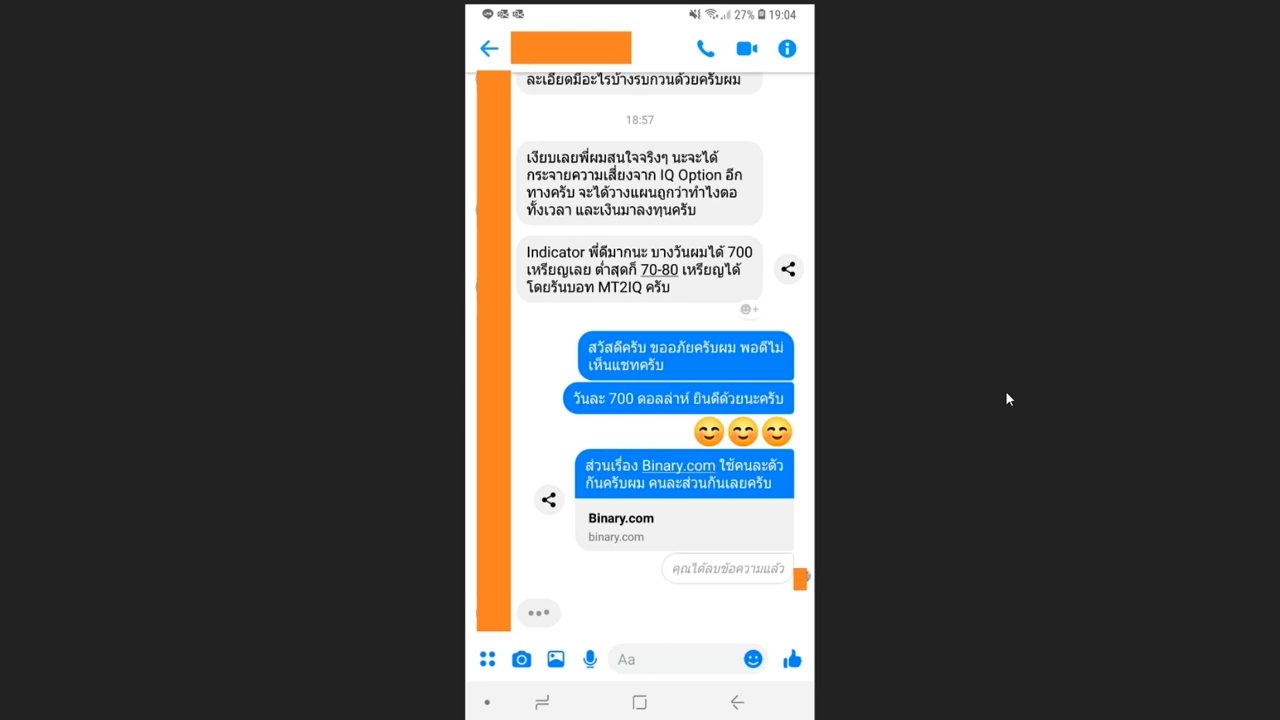 27% 19:04
ละเอียดมีอะไรบ้างรบกวนด้วยครับผม
18:57
เงียบเลยพี่ผมสนใจจริงๆ นะจะได้
กระจายความเสี่ยงจาก IQ Option อีก
ทางครับ จะได้วางแผนถูกว่าทำไงตอ
ทั้งเวลา และเงินมาลงทุนครับ
Indicator พี่ดีมากนะ บางวันผมได้ 700
เหรียญเลย ต่ำสุดก็ 70-80 เหรียญได้
โดยรันบอท MT2IQ ครับ
สวัสดีครับ ขออภัยครับผม พอดีไม่
เห็นแชทครับ
วันละ 700 ดอลล่าห์ ยินดีด้วยนะครับ
ส่วนเรื่อง Binary.com ใช้คนละตัว
กันครับผม คนละส่วนกันเลยครับ
Binary.com
binary.com
คุณได้ลบข้อความแล้ว
Aa